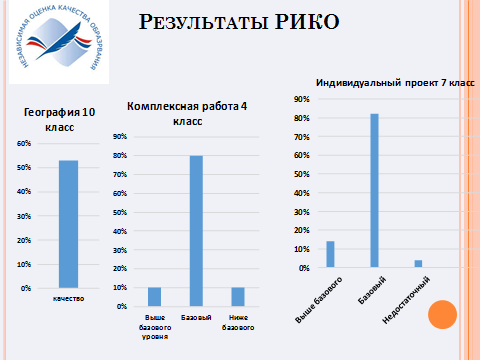 НЕЗАВИСИМАЯ ОЦЕНКА КАЧЕСТВА ОБРАЗОВАНИЯ
РЕЗУЛЬТАТЫ РИКО
География 10
класс
60%
50%
40%
30%
20%
10%
0%
качество
Комплексная работа 4
класс
90%
80%
70%
60%
50%
40%
30%
20%
10%
0%
Выше
базового
уровня
Базовый
Ниже
базового
Индивидуальный проект 7 класс
90%
80%
70%
60%
50%
40%
30%
20%
10%
0%
Выше базового
Базовый
Недостаточный